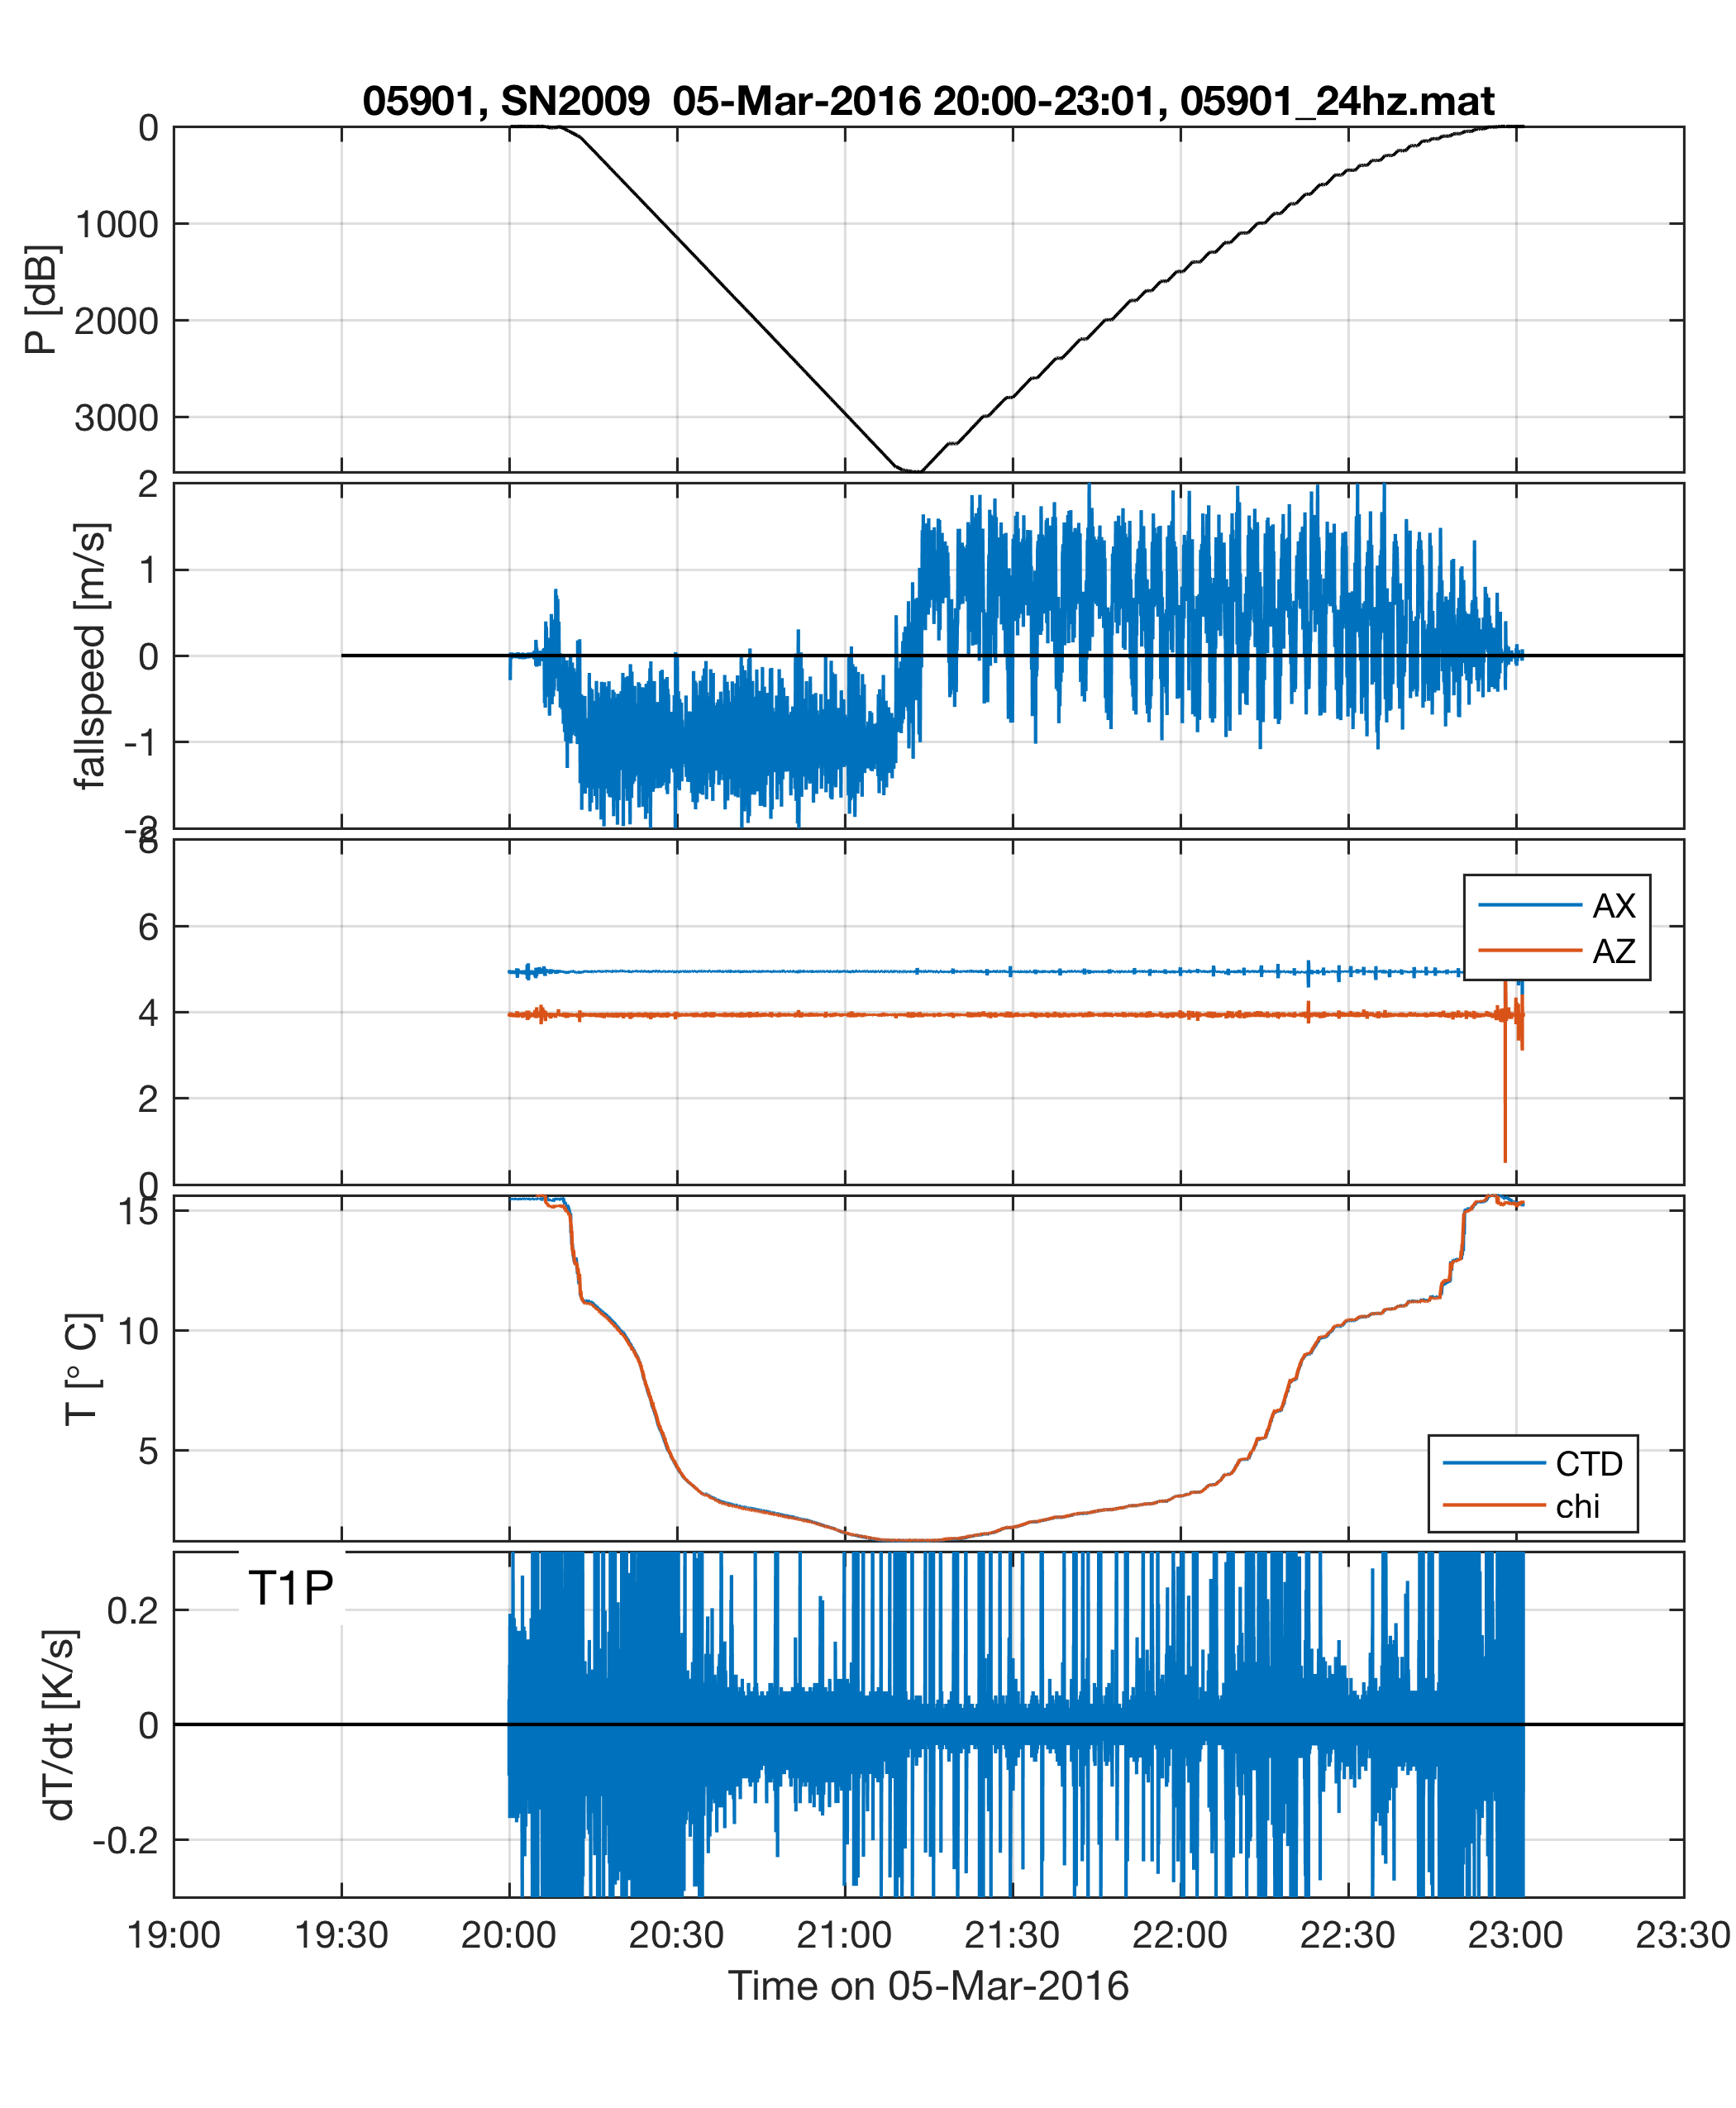 05901, SN2009  05-Mar-2016 20:00-23:01, 05901_24hz.mat
0
1000
2000
3000
P [dB]
2
1
0
-1
-2
fallspeed [m/s]
8
6
4
2
0
AX
AZ
15
10
5
T [° C]
CTD
chi
T1P
0.2
0
-0.2
dT/dt [K/s]
19:00 19:30 20:00 20:30 21:00 21:30 22:00 22:30 23:00 23:30
Time on 05-Mar-2016